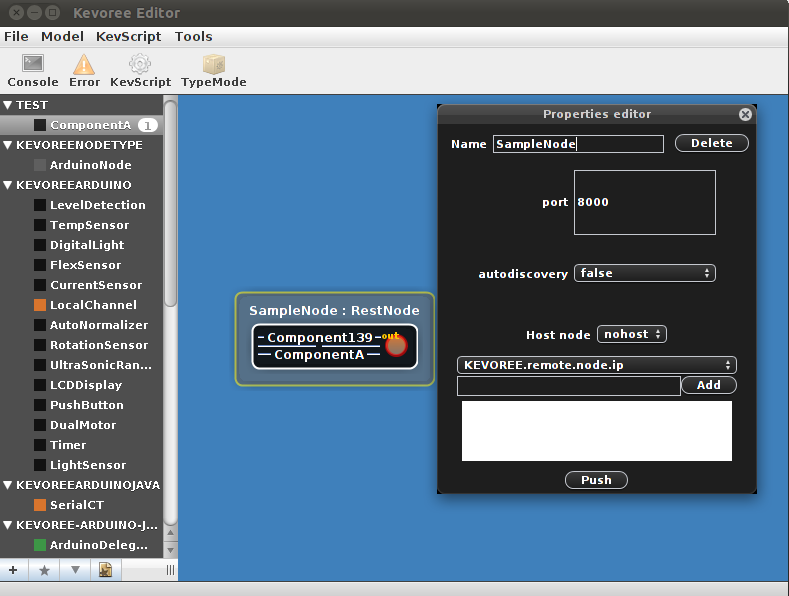 Kevoree Editor
File Model KevScript Tools
Console Error KevScript TypeMode
TEST
ComponentA 1
KEVOREENODETYPE
ArduinoNode
KEVOREEARDUINO
LevelDetection
TempSensor
DigitalLight
FlexSensor
CurrentSensor
LocalChannel
AutoNormalizer
RotationSensor
UltraSonicRan...
LCDDisplay
PushButton
DualMotor
Timer
LightSensor
KEVOREEARDUINOJAVA
SerialCT
KEVOREE-ARDUINO-J...
ArduinoDeleg...
SampleNode : RestNode
Component139 out
ComponentA
Properties editor
Name SampleNode Delete
port 8000
autodiscovery false
Host node nohost
KEVOREE.remote.node.ip
Add
Push